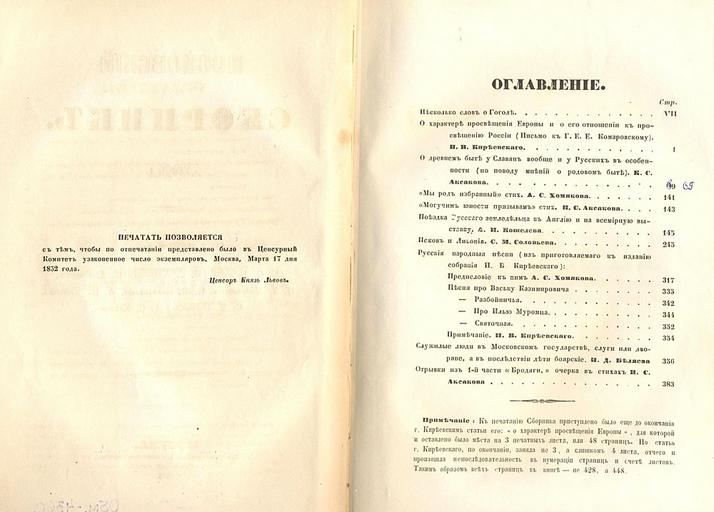 ПЕЧАТАТЬ ПОЗВОЛЯЕТСЯ
съ тѣмъ, чтобы по отпечатаніи представлено было въ Ценсурный
Комитетъ узаконенное число экземпляровъ. Москва, Марта 17 дня
1852 года.
Ценсоръ Князь Львовъ.
ОГЛАВЛЕНІЕ.
Стр.
Нѣсколько словъ о Гоголѣ. VII
О характерѣ просвѣщенія Европы и о его отношеніи къ про-
свѣщенію Россіи (Письмо къ Г. Е. Е. Комаровскому).
И. В. Кирѣевскаго. 1
О древнемъ бытѣ у Славянъ вообще и у Русскихъ въ особен-
ности (по поводу мнѣній о родовомъ бытѣ). К. С.
Аксакова. 69
«Мы родъ избранный» стих. А. С. Хомякова. 141
«Могучимъ юности призывамъ» стих. И. С. Аксакова. 143
Поѣздка Русскаго земледѣльца въ Англію и на всемірную вы-
ставку, А. И. Кошелева. 145
Псковъ и Ливонія. С. М. Соловьева. 245
Русскія народныя пѣсни (изъ приготовляемаго къ изданію
собранія П. В Кирѣевскаго):
Предисловіе къ нимъ А. С. Хомякова. 317
Пѣсня про Ваську Казимировича 335
— Разбойничья. 342
— Про Илью Муромца. 344
— Святочная. 352
Примѣчаніе. П. В. Кирѣевскаго. 354
Служилые люди въ Московскомъ государствѣ, слуги или дво-
ряне, а въ послѣдствіи дѣти боярскіе. И. Д. Бѣляева 356
Отрывки изъ 1-й части «Бродяги,» очерка въ стихахъ И. С.
Аксакова 383
Примѣчаніе: Къ печатанію Сборника приступлено было еще до окончанія
г. Кирѣевскимъ статьи его: «о характерѣ просвѣщенія Европы», для которой
и оставлено было мѣста на 3 печатныхъ листа, или 48 страницъ. Но статья
г. Кирѣевскаго, по окончаніи, заняла не 3, а слишкомъ 4 листа, отчего и
произошла непослѣдовательность въ нумераціи страницъ и счетѣ листовъ.
Такимъ образомъ всѣхъ страницъ въ книгѣ — не 428, а 448.